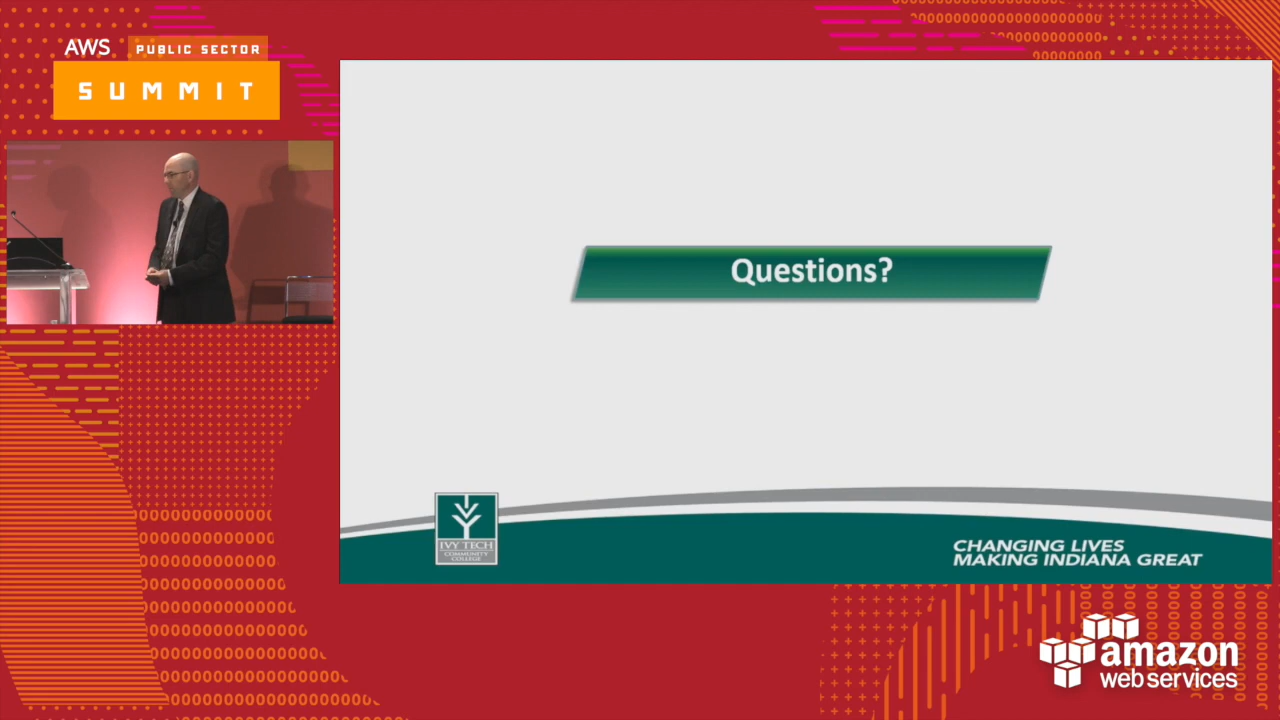 AWS PUBLIC SECTOR
SUMMIT
Questions?
IVY TECH
COMMUNITY
COLLEGE
CHANGING LIVES
MAKING INDIANA GREAT
amazon
web services